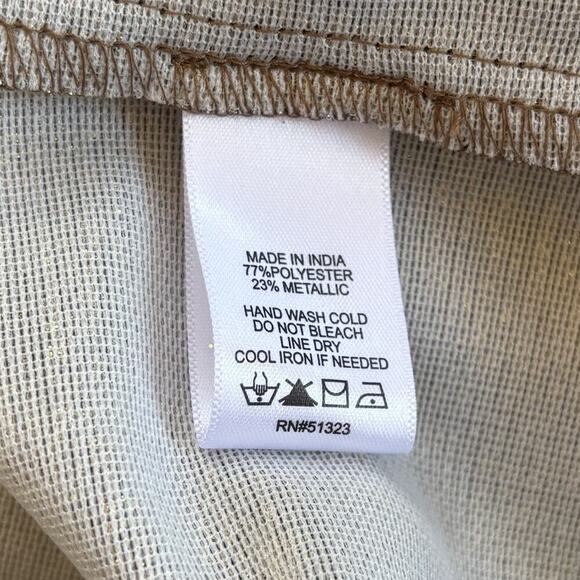 MADE IN INDIA
77%POLYESTER
23% METALLIC
HAND WASH COLD
DO NOT BLEACH
LINE DRY
COOL IRON IF NEEDED
RN#51323